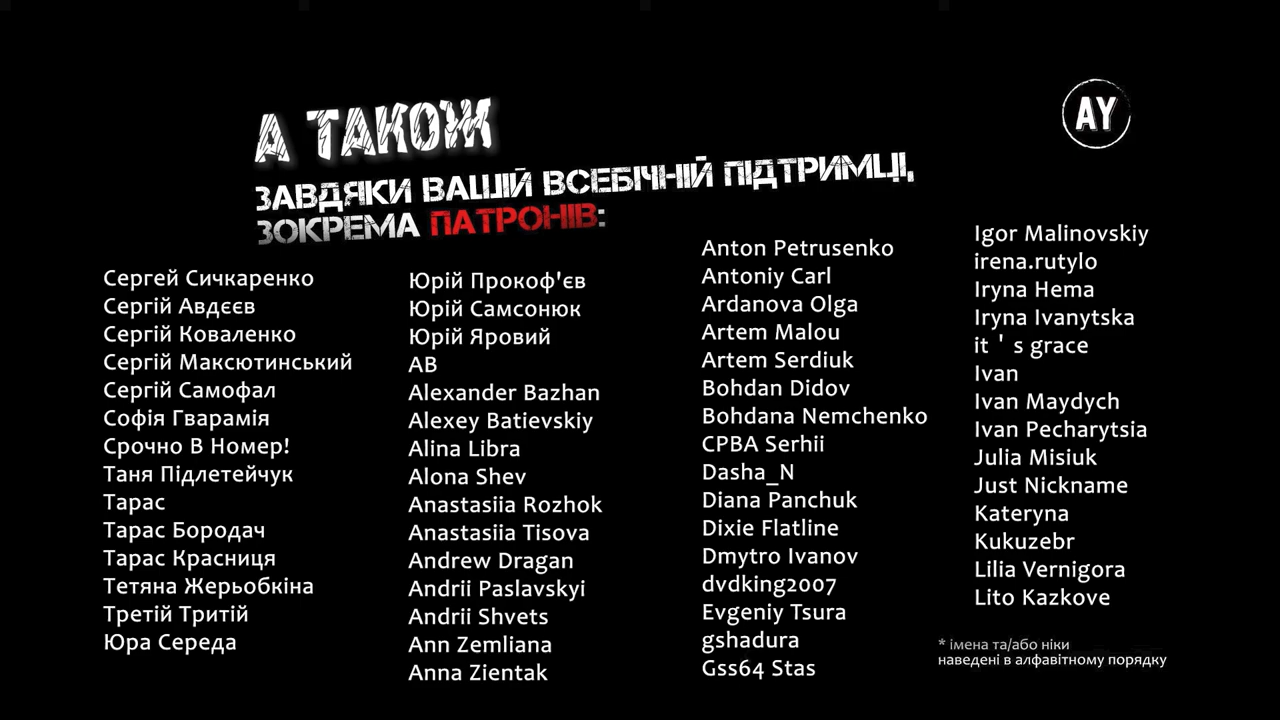 А ТАКОЖ
ЗАВДЯКИ ВАШІЙ ВСЕБІЧНІЙ ПІДТРИМЦІ,
ЗОКРЕМА ПАТРОНІВ:
АУ
Сергей Сичкаренко
Сергій Авдєєв
Сергій Коваленко
Сергій Максютинський
Сергій Самофал
Софія Гварамія
Срочно В Номер!
Таня Підлетейчук
Тарас
Тарас Бородач
Тарас Красниця
Тетяна Жерьобкіна
Третій Тритій
Юра Середа
Юрій Прокоф'єв
Юрій Самсонюк
Юрій Яровий
AB
Alexander Bazhan
Alexey Batievskiy
Alina Libra
Alona Shev
Anastasiia Rozhok
Anastasiia Tisova
Andrew Dragan
Andrii Paslavskyi
Andrii Shvets
Ann Zemliana
Anna Zientak
Anton Petrusenko
Antoniy Carl
Ardanova Olga
Artem Malou
Artem Serdiuk
Bohdan Didov
Bohdana Nemchenko
CPBA Serhii
Dasha_N
Diana Panchuk
Dixie Flatline
Dmytro Ivanov
dvdking2007
Evgeniy Tsura
gshadura
Gss64 Stas
Igor Malinovskiy
irena.rutylo
Iryna Hema
Iryna Ivanytska
it ' s grace
Ivan
Ivan Maydych
Ivan Pecharytsia
Julia Misiuk
Just Nickname
Kateryna
Kukuzebr
Lilia Vernigora
Lito Kazkove
* імена та/або ніки
наведені в алфавітному порядку